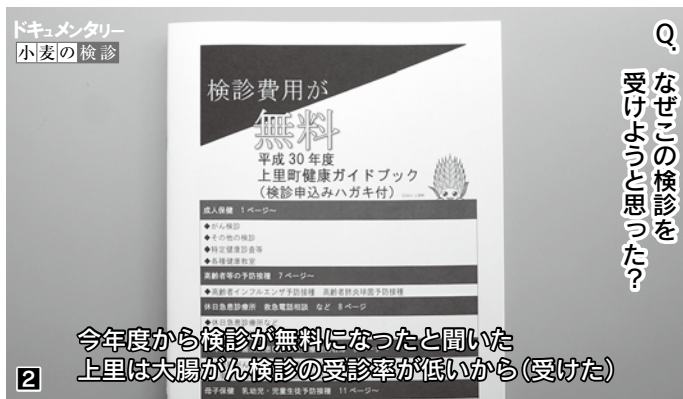 ドキュメンタリー
小麦の検診
Q. なぜこの検診を
受けようと思った?
検診費用が
無料
平成30年度
上里町健康ガイドブック
(検診申込みハガキ付)
成人保健 1ページ～
◆がん検診
◆その他の検診
◆特定健康診査等
◆各種健康教室
高齢者等の予防接種 7ページ～
◆高齢者インフルエンザ予防接種 高齢者肺炎球菌予防接種
休日急患診療所 救急電話相談 など 8ページ
◆休日急患診療所など
今年度から検診が無料になったと聞いた
上里は大腸がん検診の受診率が低いから(受けた)
母子保健 乳幼児・児童生徒予防接種 11ページ～
2